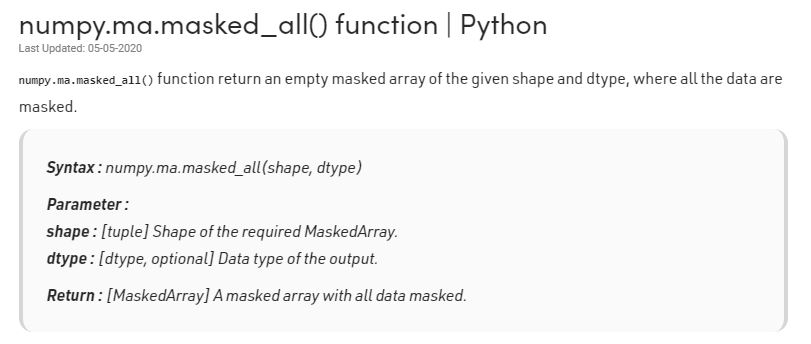 numpy.ma.masked_all() function | Python
Last Updated: 05-05-2020
numpy.ma.masked_all() function return an empty masked array of the given shape and dtype, where all the data are
masked.
Syntax : numpy.ma.masked_all(shape, dtype)
Parameter :
shape : [tuple] Shape of the required MaskedArray.
dtype : [dtype, optional] Data type of the output.
Return : [MaskedArray] A masked array with all data masked.